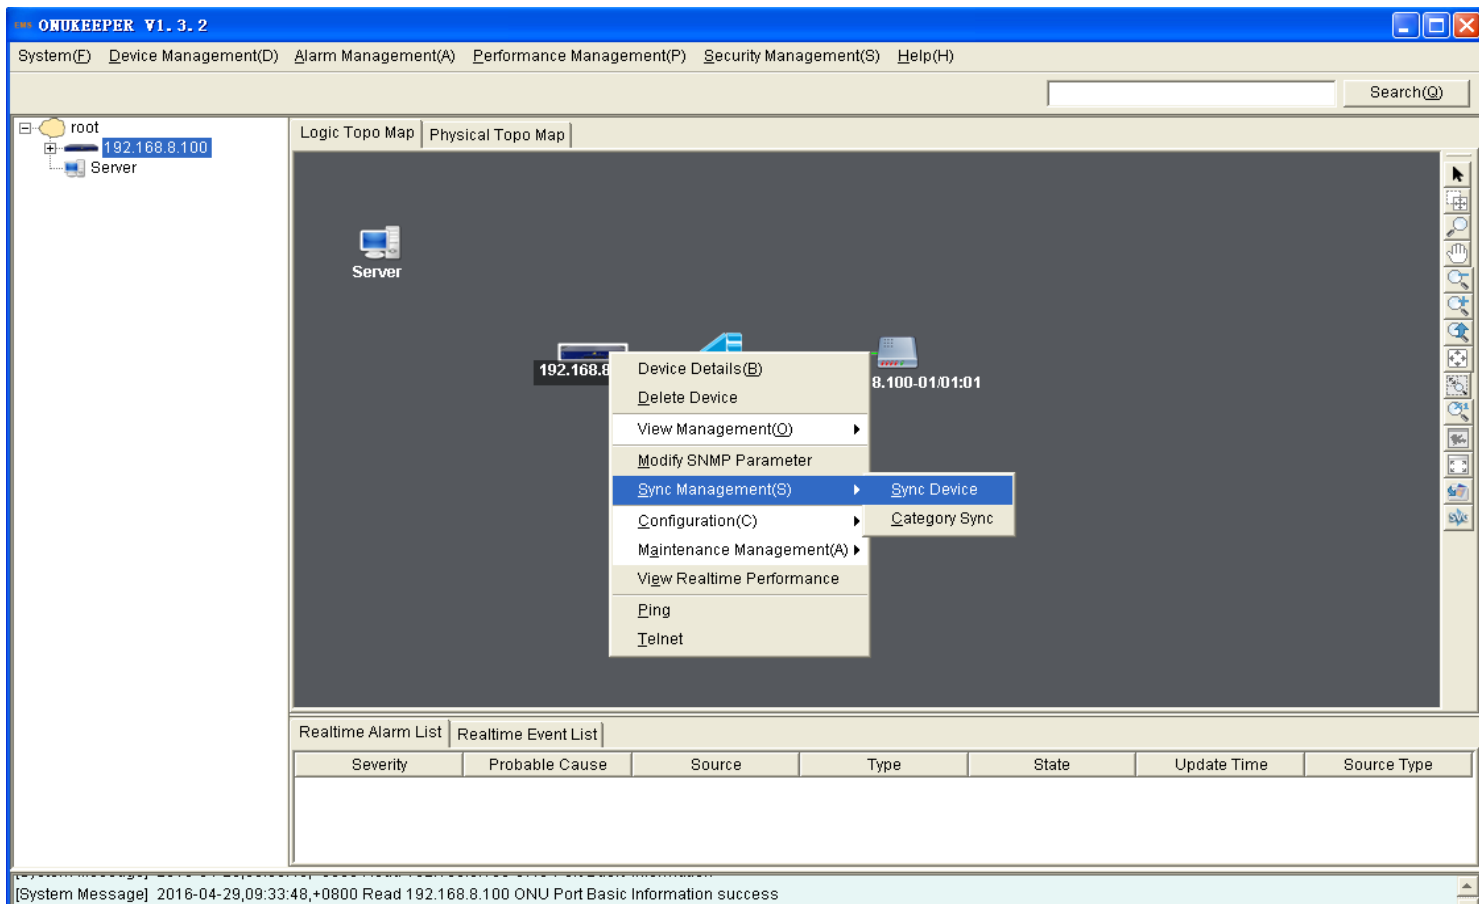 EMS ONUKEEPER V1.3.2
System(F) Device Management(D) Alarm Management(A) Performance Management(P) Security Management(S) Help(H)
Search(Q)
root
192.168.8.100
Server
Logic Topo Map Physical Topo Map
Server
192.168.8
8.100-01/01:01
Device Details(B)
Delete Device
View Management(O)
Modify SNMP Parameter
Sync Management(S)
Sync Device
Category Sync
Configuration(C)
Maintenance Management(A)
View Realtime Performance
Ping
Telnet
Realtime Alarm List Realtime Event List
Severity Probable Cause Source Type State Update Time Source Type
[System Message] 2016-04-29,09:33:48,+0800 Read 192.168.8.100 ONU Port Basic Information success